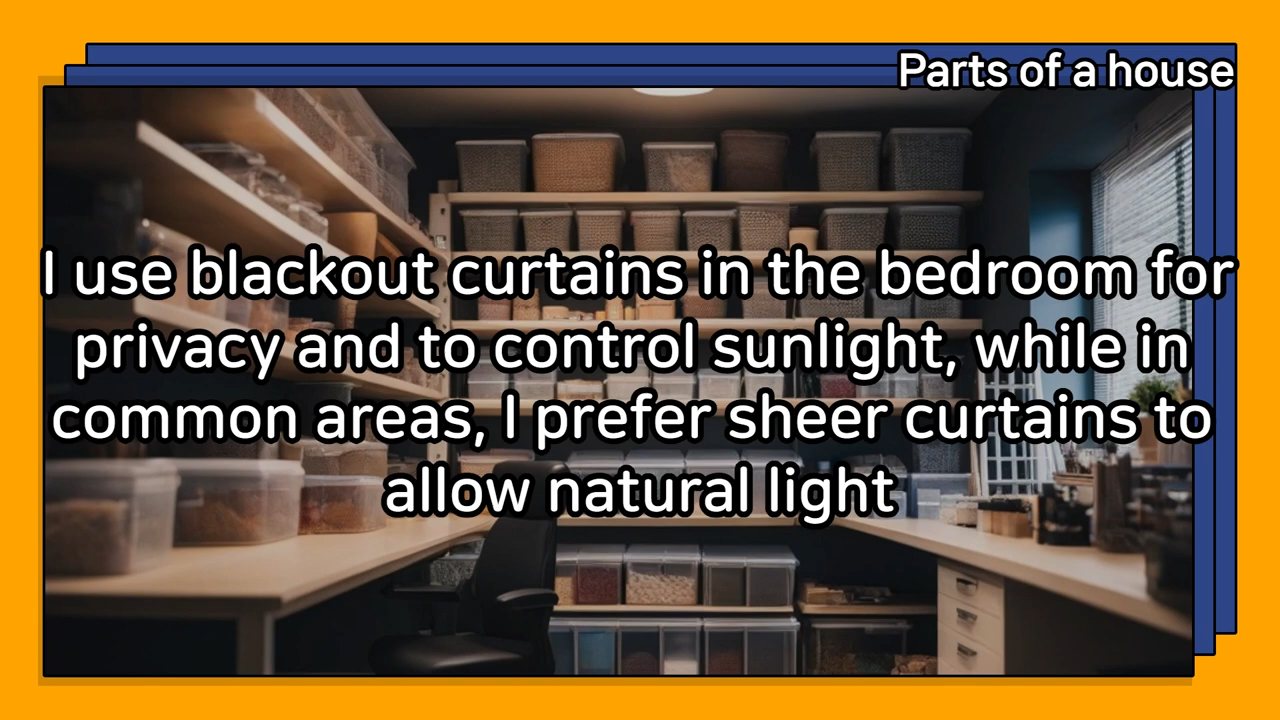 Parts of a house
I use blackout curtains in the bedroom for
privacy and to control sunlight, while in
common areas, I prefer sheer curtains to
allow natural light